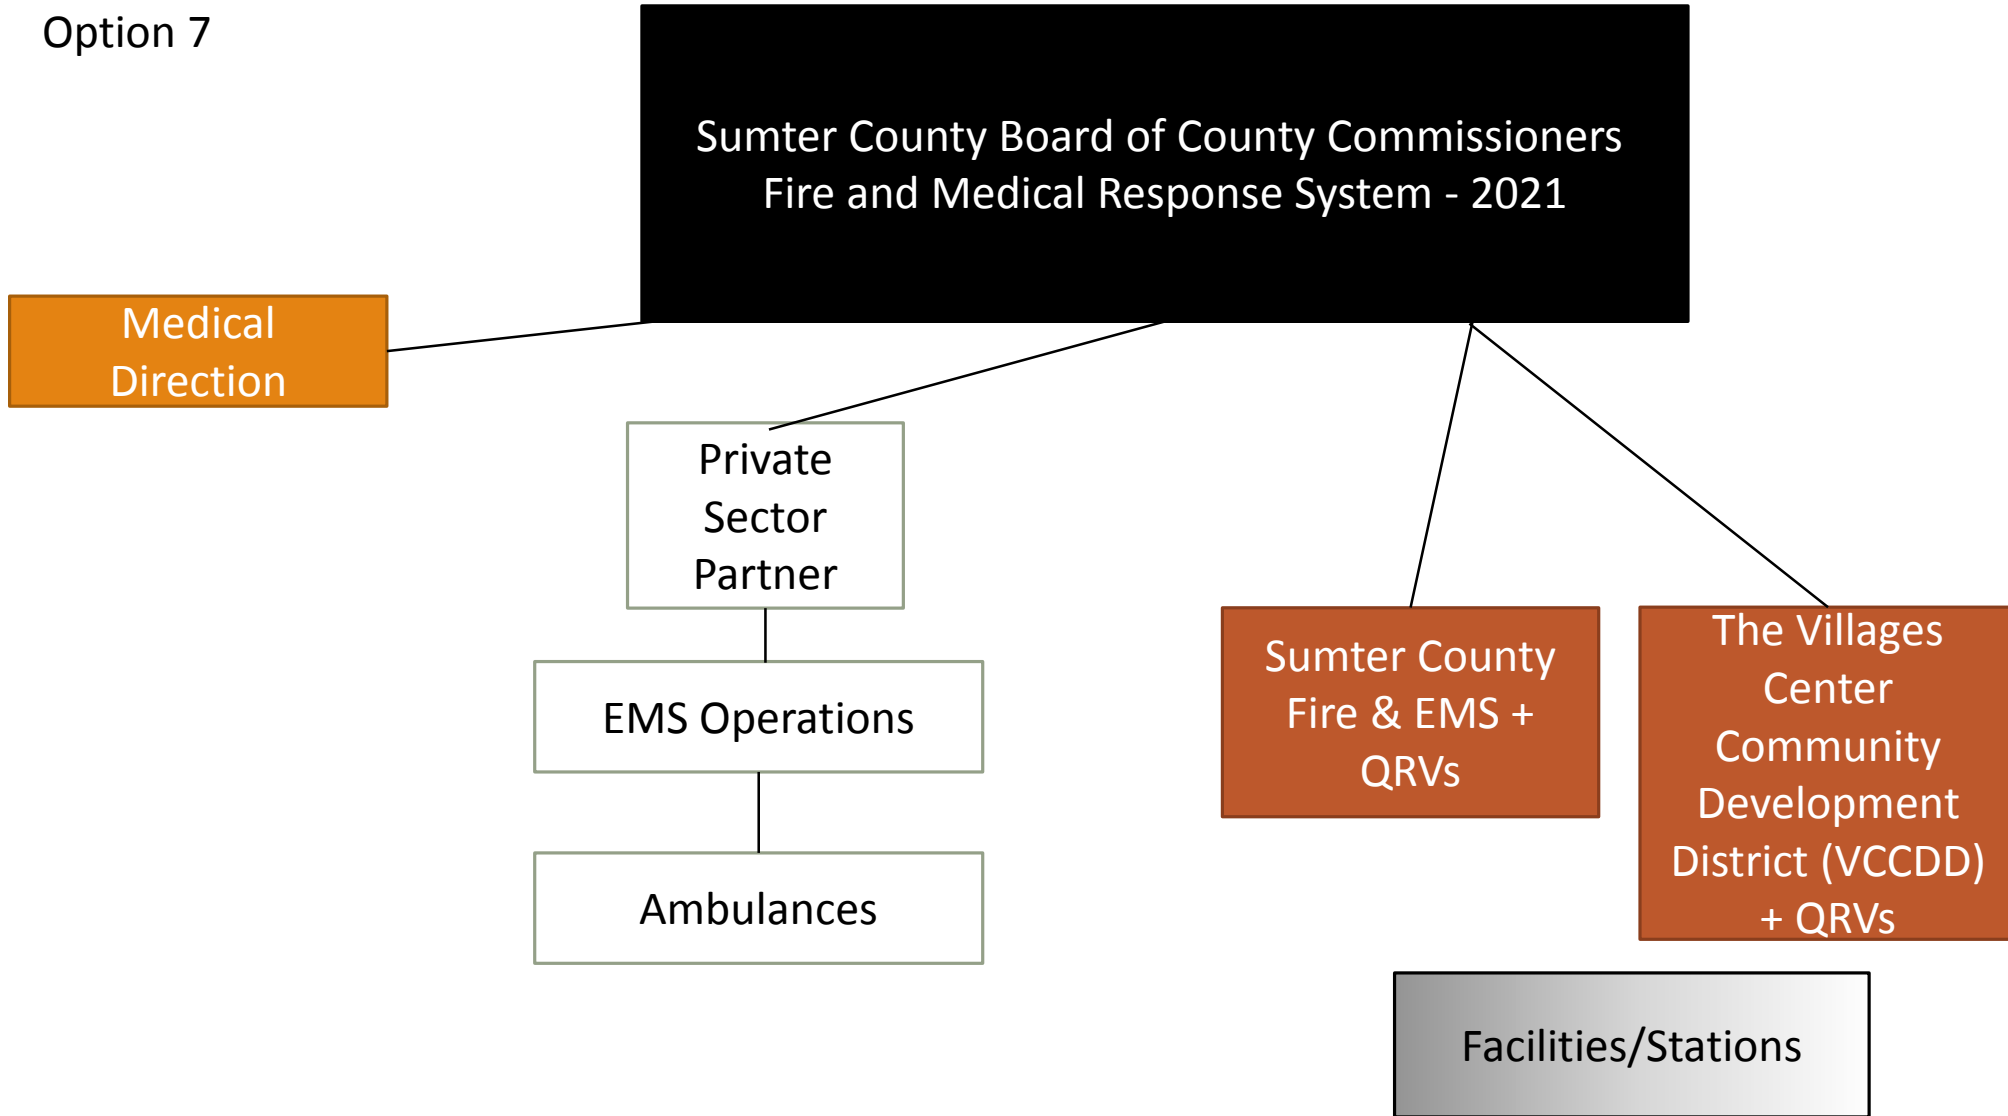 Option 7
Sumter County Board of County Commissioners
Fire and Medical Response System - 2021
Medical
Direction
Private
Sector
Partner
EMS Operations
Ambulances
Sumter County
Fire & EMS +
QRVs
The Villages
Center
Community
Development
District (VCCDD)
+ QRVs
Facilities/Stations